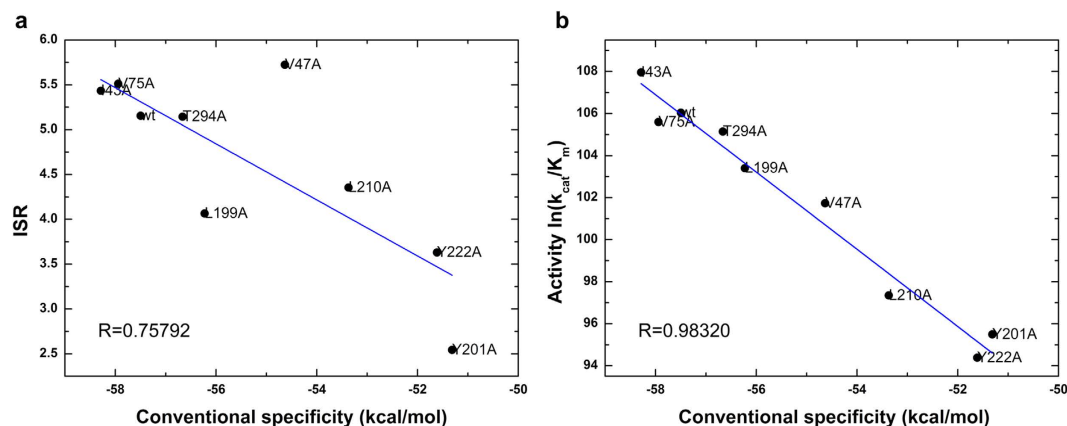 a
ISR
6.0
5.5
5.0
4.5
4.0
3.5
3.0
2.5
I43A
V75A
wt
T294A
V47A
L199A
L210A
Y222A
Y201A
R=0.75792
-58 -56 -54 -52 -50
Conventional specificity (kcal/mol)
b
Activity ln(kcat/Km)
108
106
104
102
100
98
96
94
I43A
wt
V75A
T294A
L199A
V47A
L210A
Y201A
Y222A
R=0.98320
-58 -56 -54 -52 -50
Conventional specificity (kcal/mol)